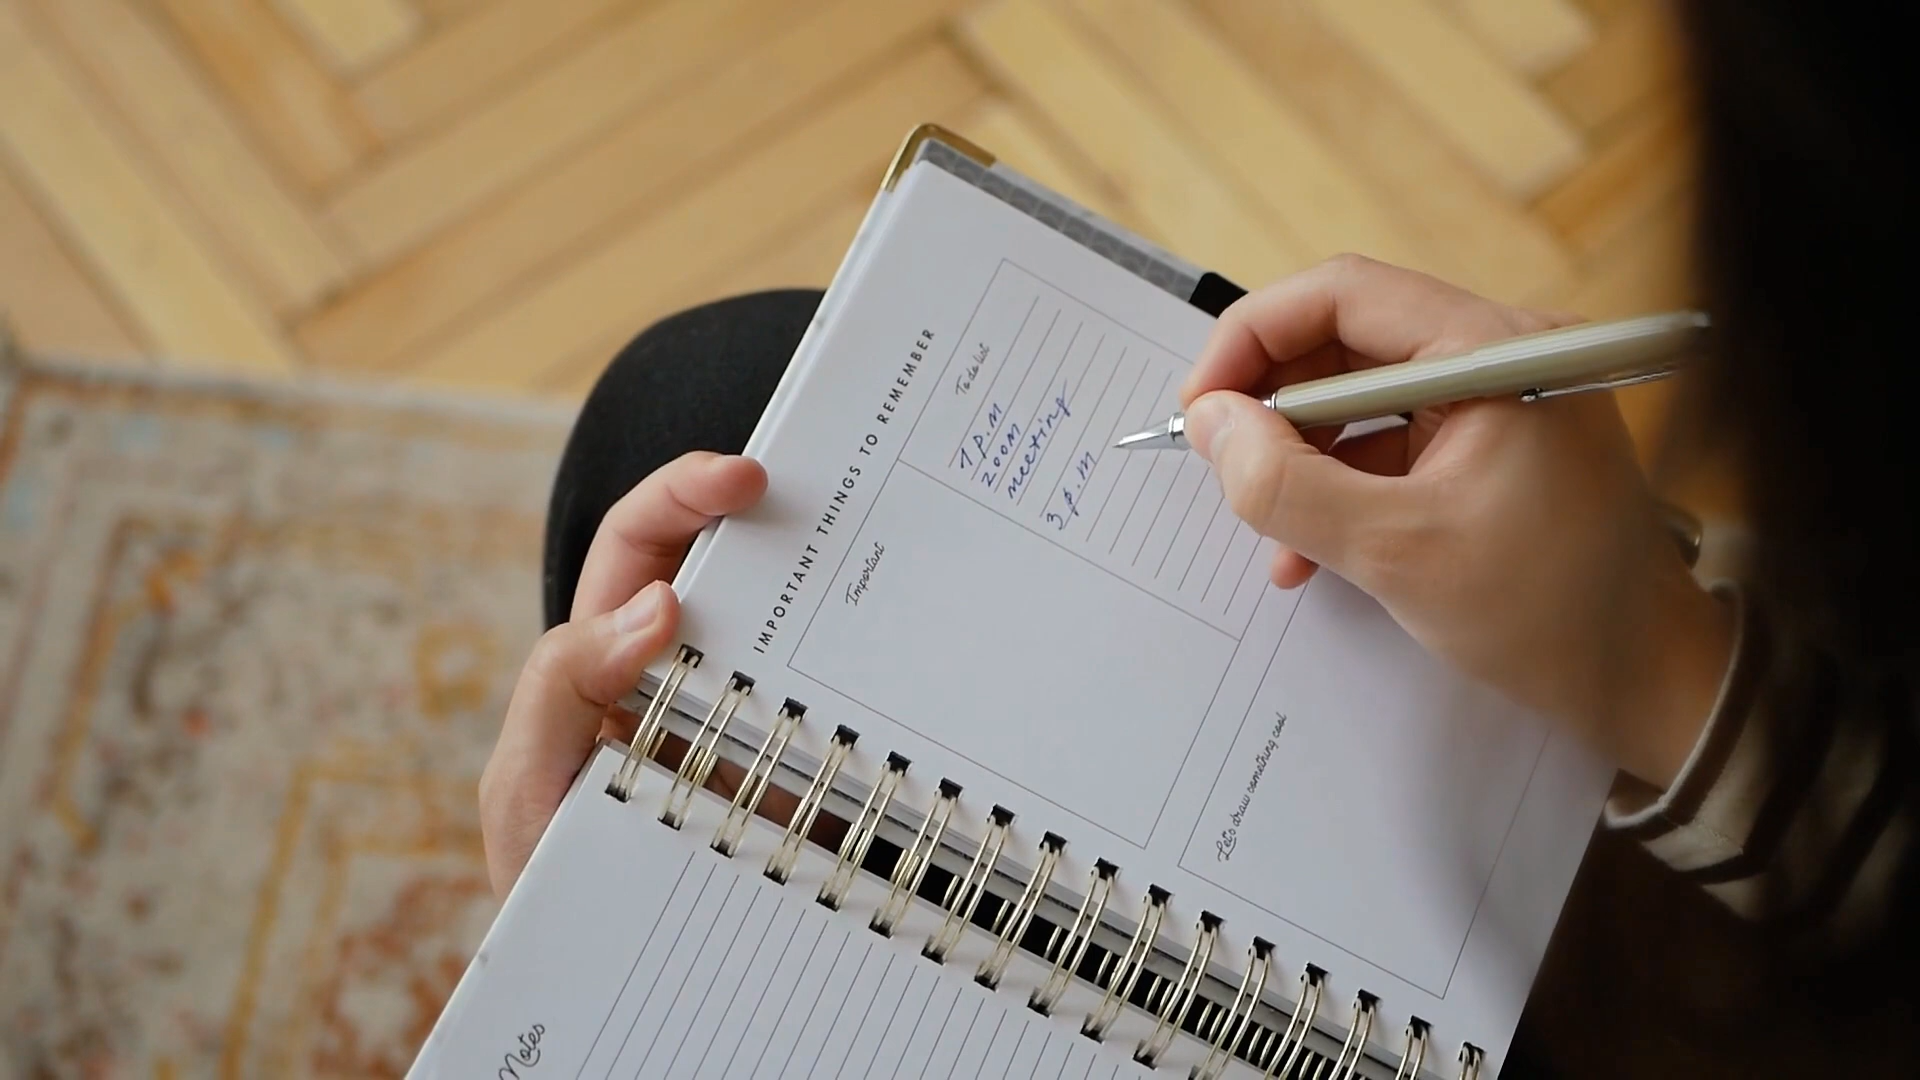 IMPORTANT THINGS TO REMEMBER
To do list
1 p.m
zoom
meeting
3 p.m
Important
Let's draw something cool
Notes